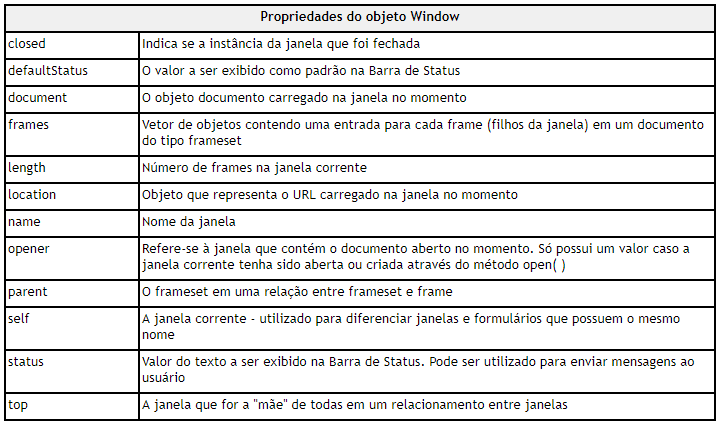 Propriedades do objeto Window
closed Indica se a instância da janela que foi fechada
defaultStatus O valor a ser exibido como padrão na Barra de Status
document O objeto documento carregado na janela no momento
frames Vetor de objetos contendo uma entrada para cada frame (filhos da janela) em um documento
do tipo frameset
length Número de frames na janela corrente
location Objeto que representa o URL carregado na janela no momento
name Nome da janela
opener Refere-se à janela que contém o documento aberto no momento. Só possui um valor caso a
janela corrente tenha sido aberta ou criada através do método open( )
parent O frameset em uma relação entre frameset e frame
self A janela corrente - utilizado para diferenciar janelas e formulários que possuem o mesmo
nome
status Valor do texto a ser exibido na Barra de Status. Pode ser utilizado para enviar mensagens ao
usuário
top A janela que for a "mãe" de todas em um relacionamento entre janelas